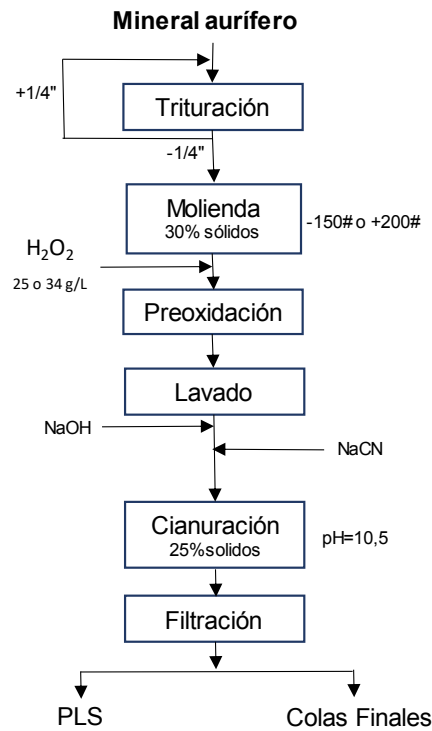 Mineral aurífero
+1/4"
Trituración
-1/4"
Molienda
30% sólidos
-150# o +200#
H₂O₂
25 o 34 g/L
Preoxidación
Lavado
NaOH
NaCN
Cianuración
25%solidos
pH=10,5
Filtración
PLS
Colas Finales